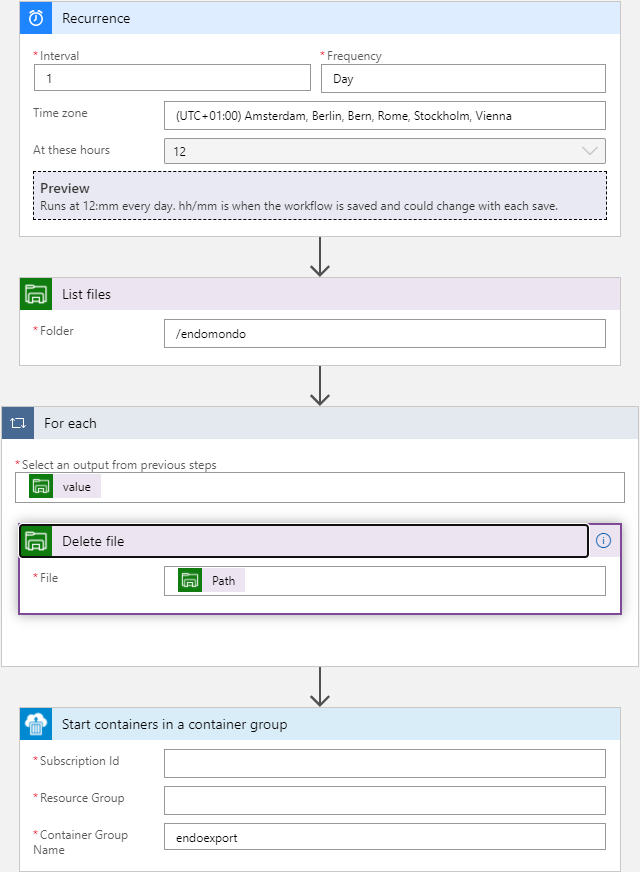 Recurrence
* Interval
* Frequency
1
Day
Time zone
(UTC+01:00) Amsterdam, Berlin, Bern, Rome, Stockholm, Vienna
At these hours
12
Preview
Runs at 12:mm every day. hh/mm is when the workflow is saved and could change with each save.
List files
* Folder
/endomondo
For each
* Select an output from previous steps
value
Delete file
* File
Path
Start containers in a container group
* Subscription Id
* Resource Group
* Container Group
Name
endoexport